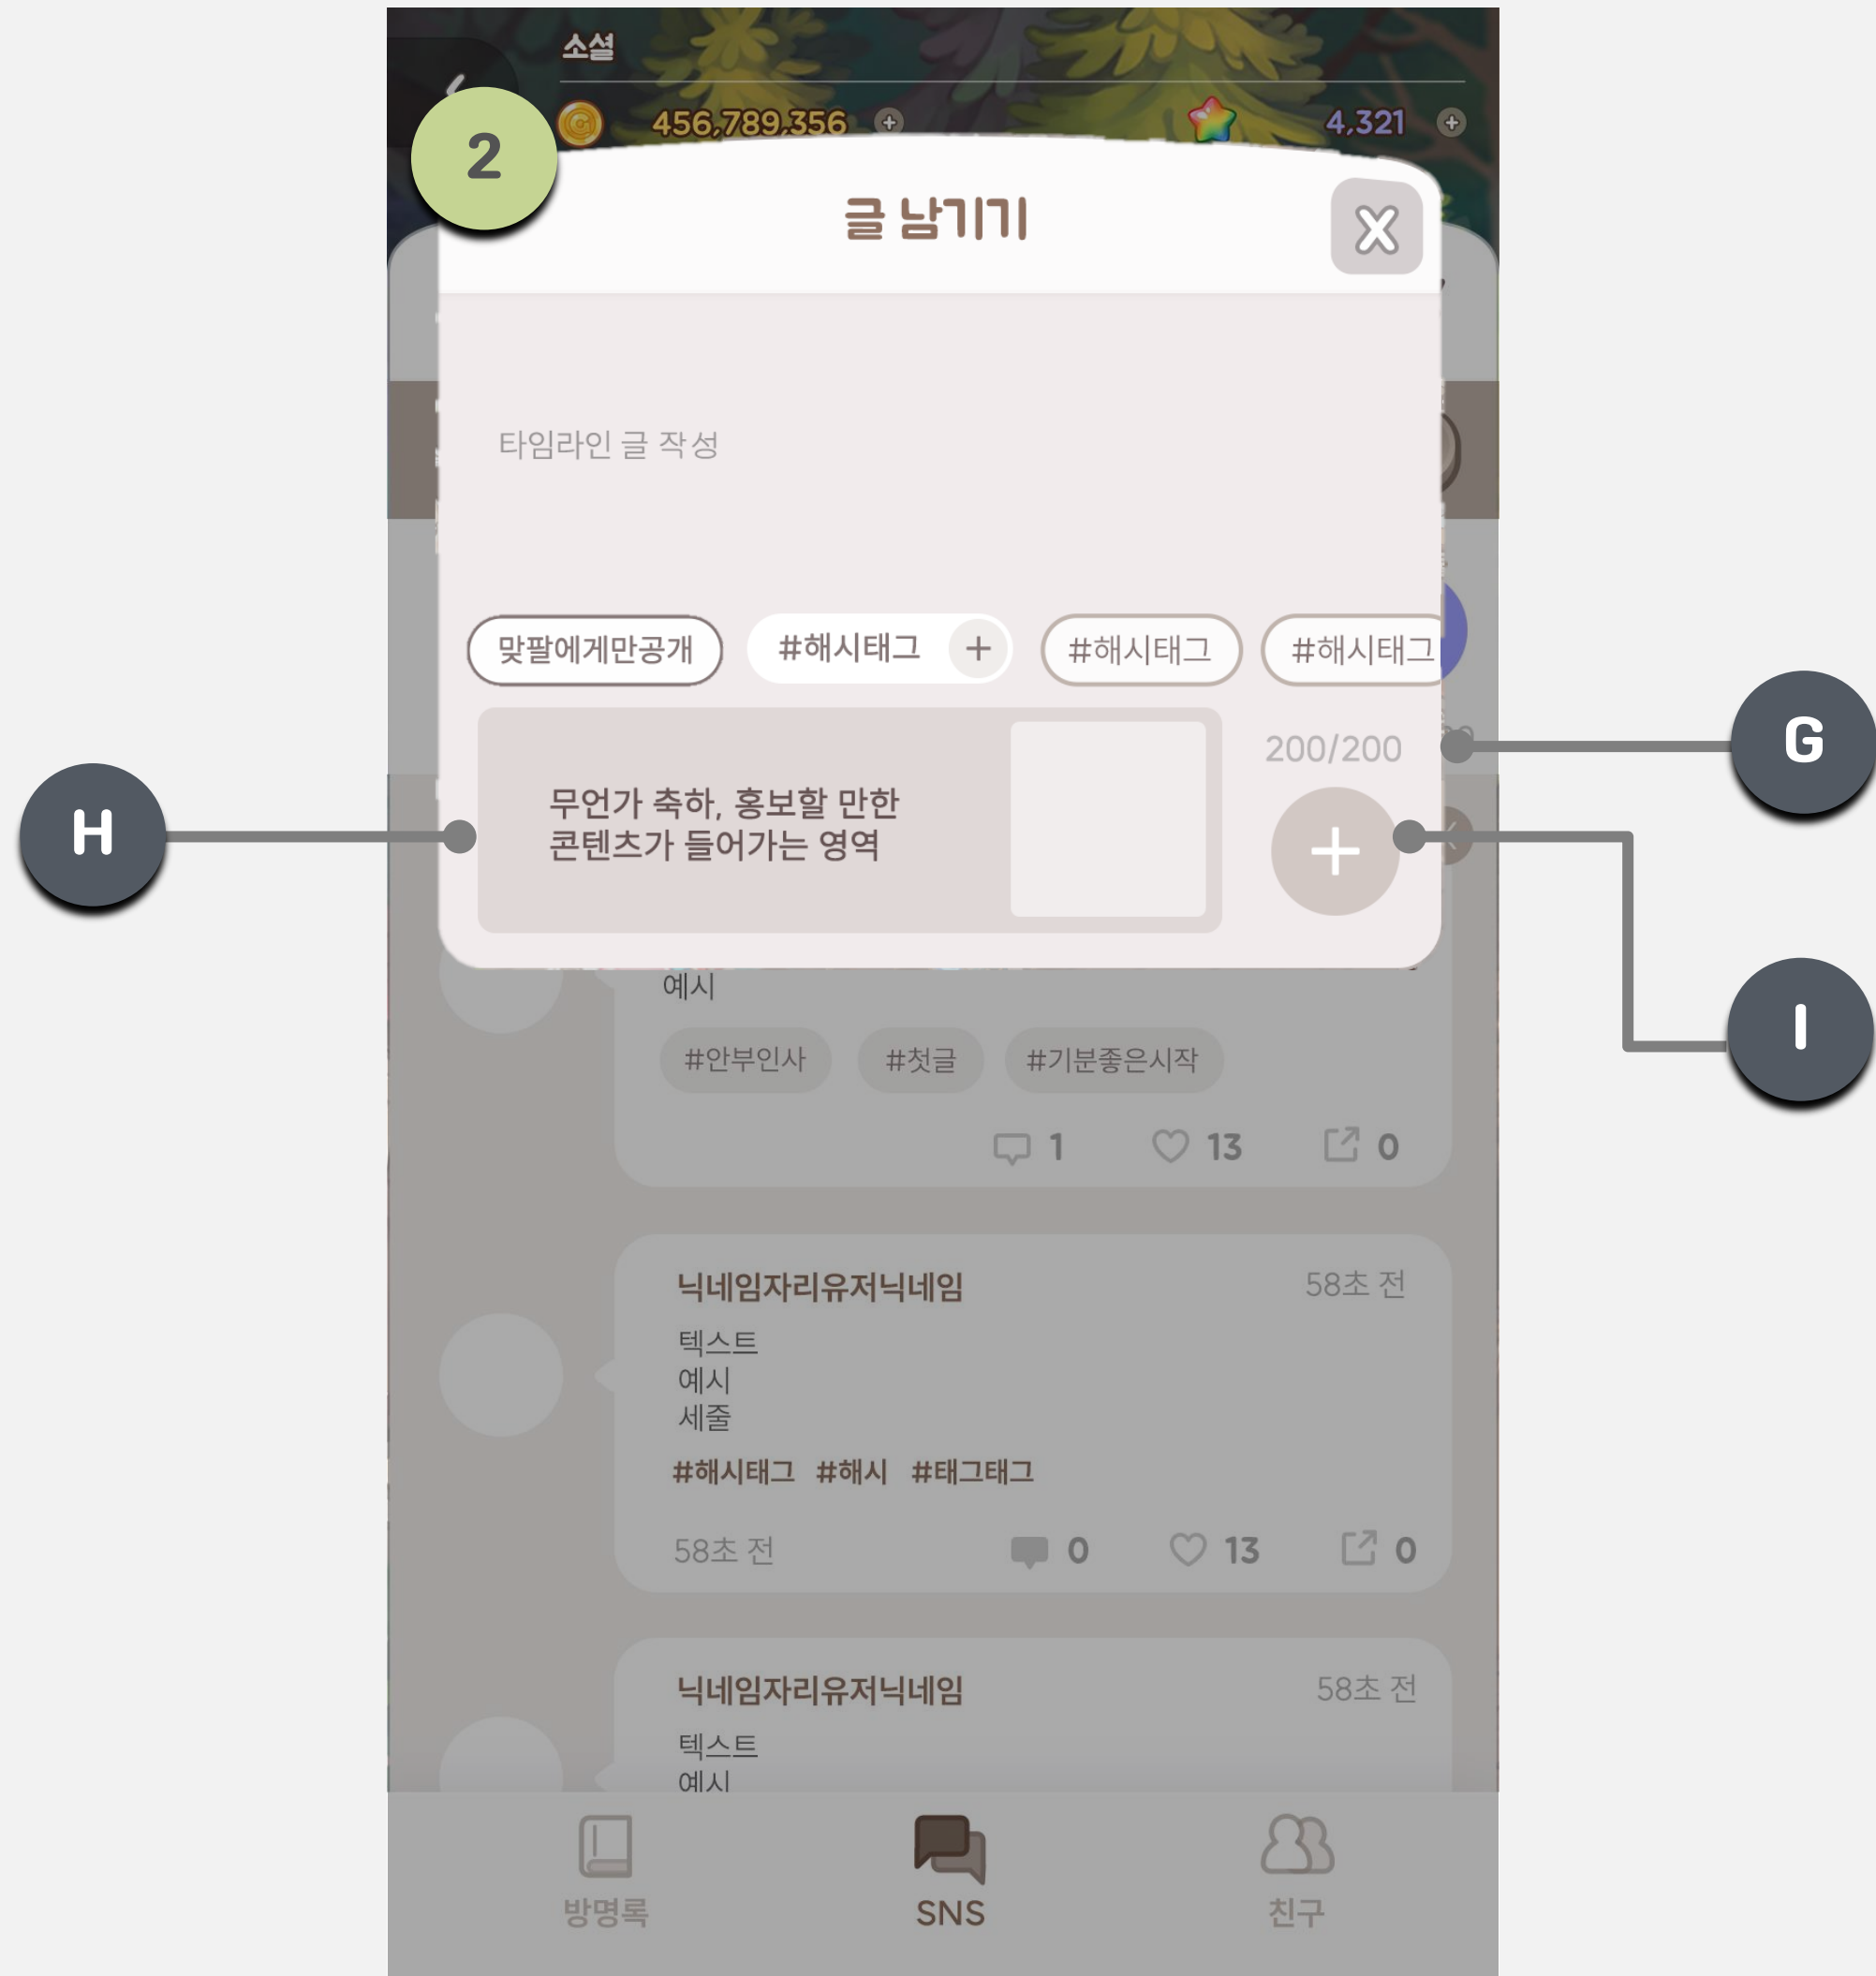 소셜
456,789,356
4,321
2
글 남기기
X
타임라인 글 작성
맞팔에게만공개
#해시태그 +
#해시태그
#해시태그
무언가 축하, 홍보할 만한
콘텐츠가 들어가는 영역
200/200
G
H
I
예시
#안부인사 #첫글 #기분좋은시작
1 13 0
닉네임자리유저닉네임 58초 전
텍스트
예시
세줄
#해시태그 #해시 #태그태그
58초 전 0 13 0
닉네임자리유저닉네임 58초 전
텍스트
예시
방명록 SNS 친구